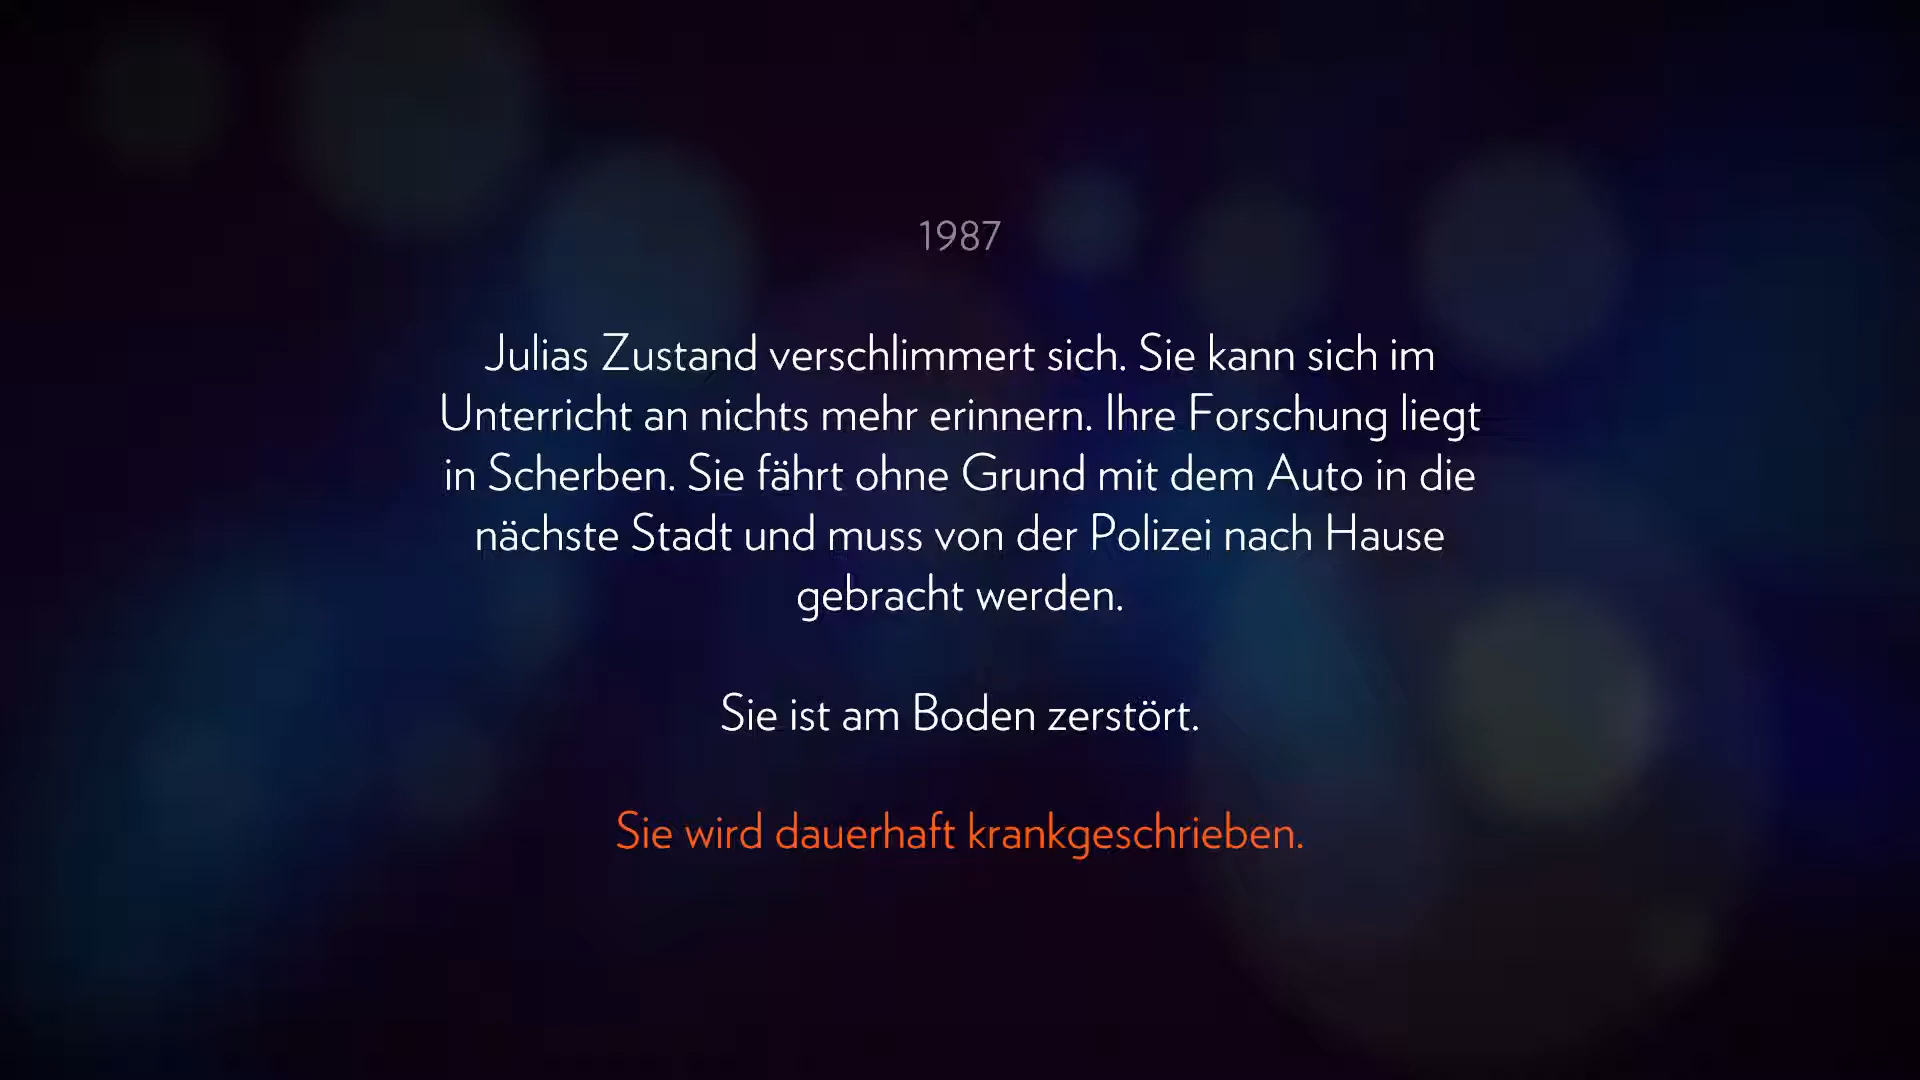 1987
Julias Zustand verschlimmert sich. Sie kann sich im
Unterricht an nichts mehr erinnern. Ihre Forschung liegt
in Scherben. Sie fährt ohne Grund mit dem Auto in die
nächste Stadt und muss von der Polizei nach Hause
gebracht werden.
Sie ist am Boden zerstört.
Sie wird dauerhaft krankgeschrieben.